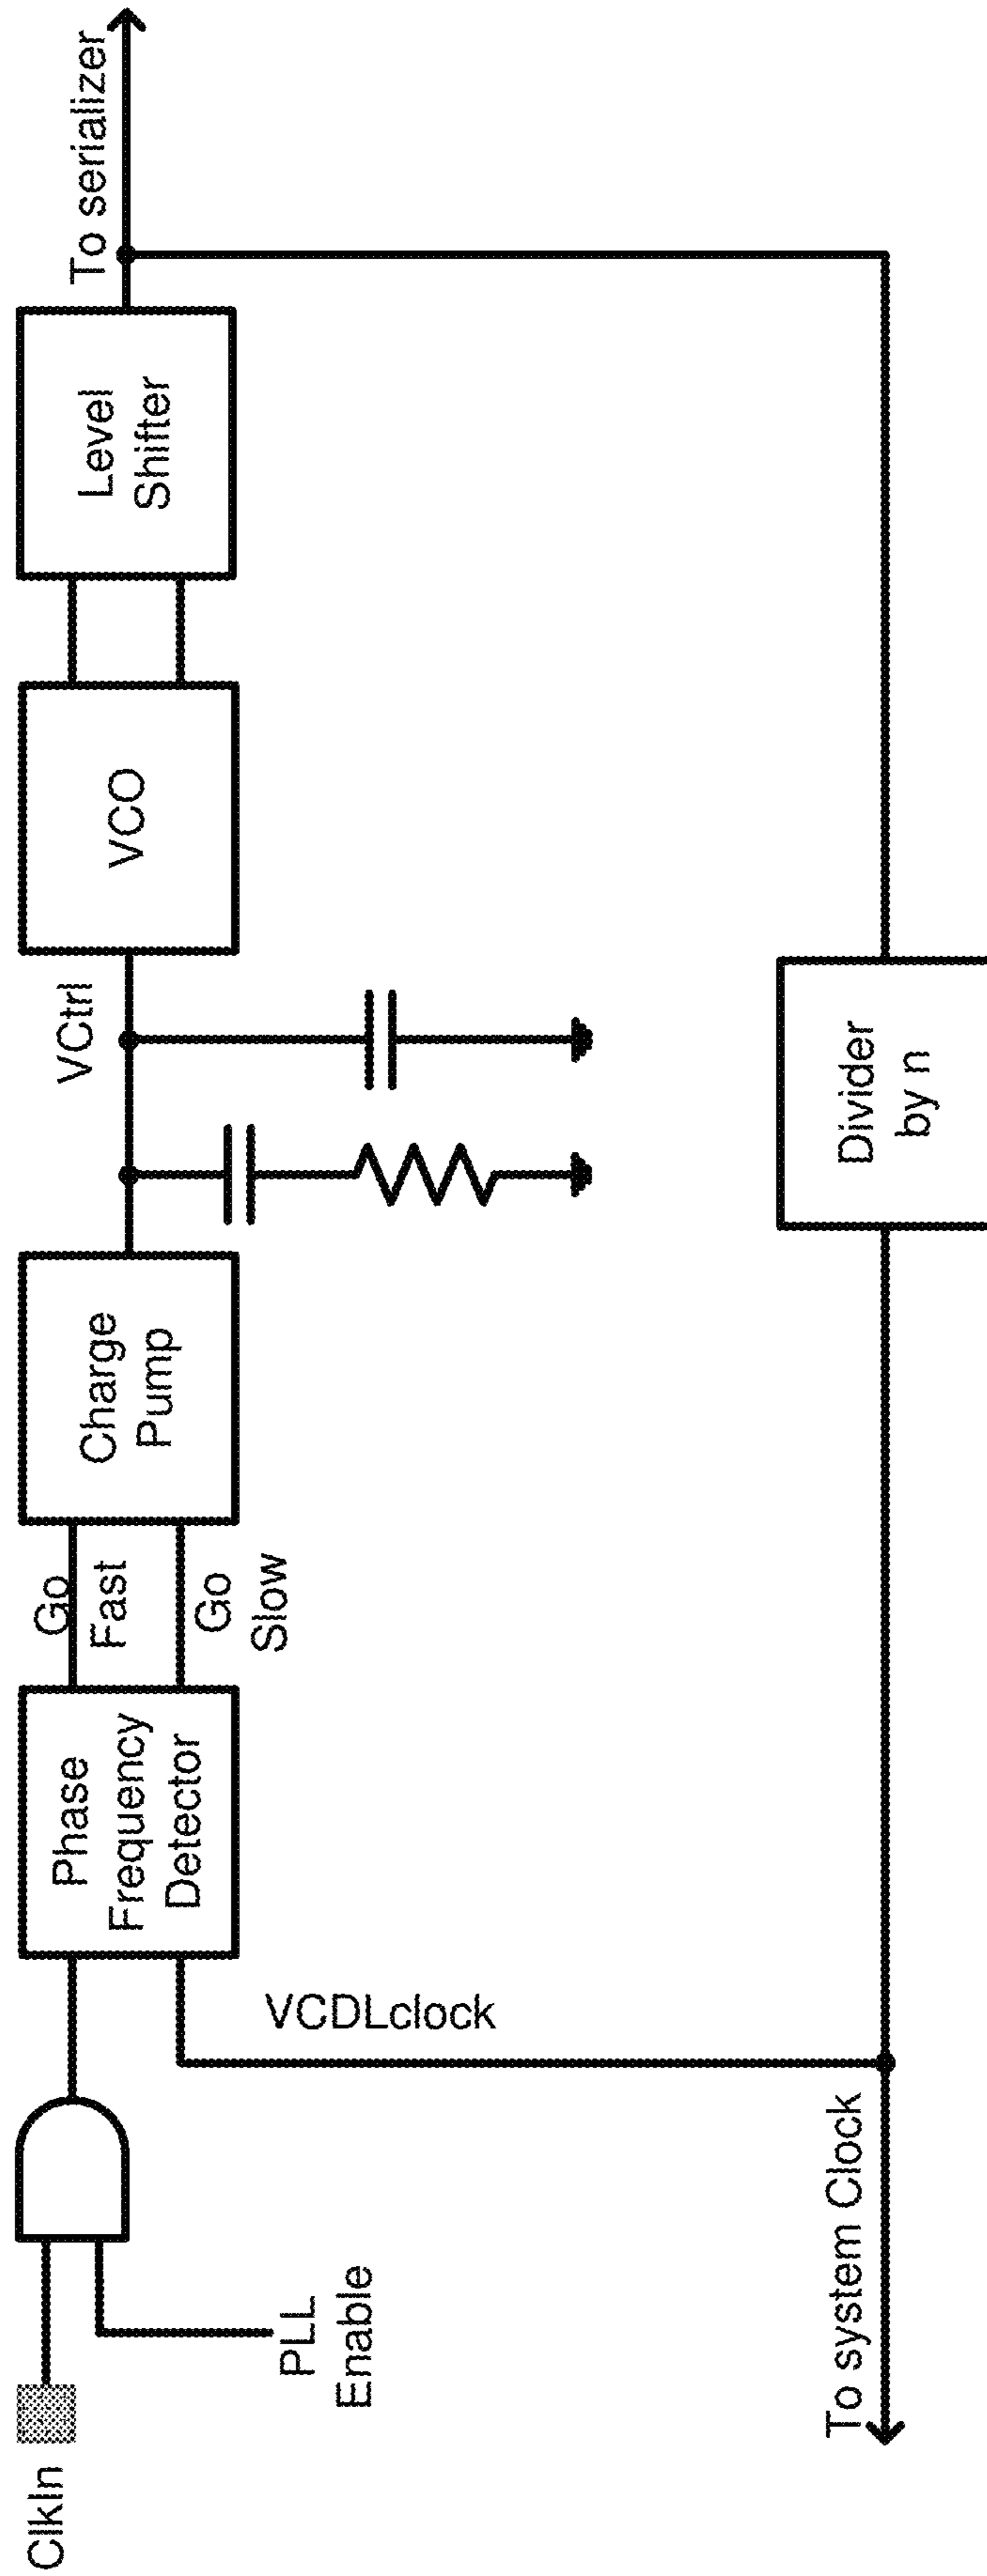 ClkIn
PLL
Enable
Phase
Frequency
Detector
Go
Fast
Go
Slow
Charge
Pump
VCtrl
VCO
Level
Shifter
To serializer
VCDLclock
Divider
by n
To system Clock